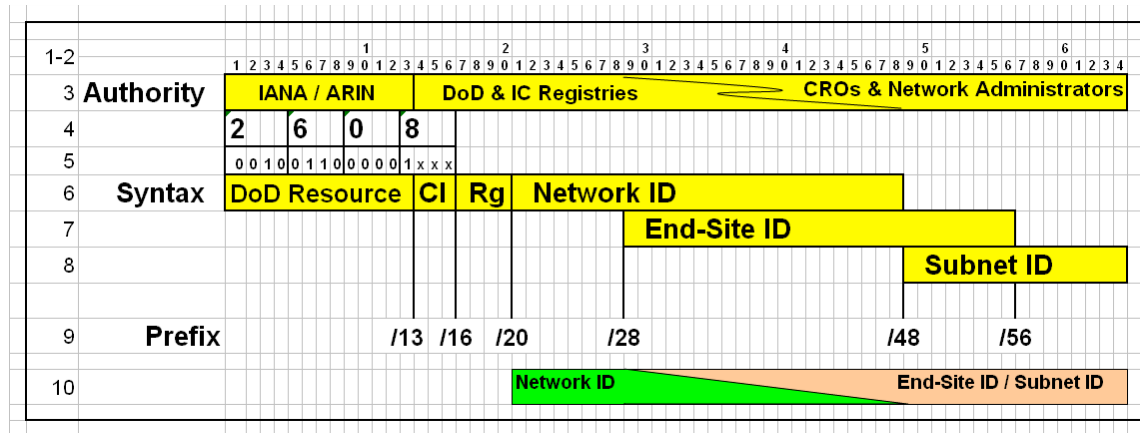 1 2 3 4 5 6
1-2 1 2 3 4 5 6 7 8 9 0 1 2 3 4 5 6 7 8 9 0 1 2 3 4 5 6 7 8 9 0 1 2 3 4 5 6 7 8 9 0 1 2 3 4 5 6 7 8 9 0 1 2 3 4 5 6 7 8 9 0 1 2 3 4
3 Authority IANA / ARIN DoD & IC Registries CROs & Network Administrators
4 2 6 0 8
5 0 0 1 0 0 1 1 0 0 0 0 0 1 x x x
6 Syntax DoD Resource CI Rg Network ID
7 End-Site ID
8 Subnet ID
9 Prefix /13 /16 /20 /28 /48 /56
10 Network ID End-Site ID / Subnet ID